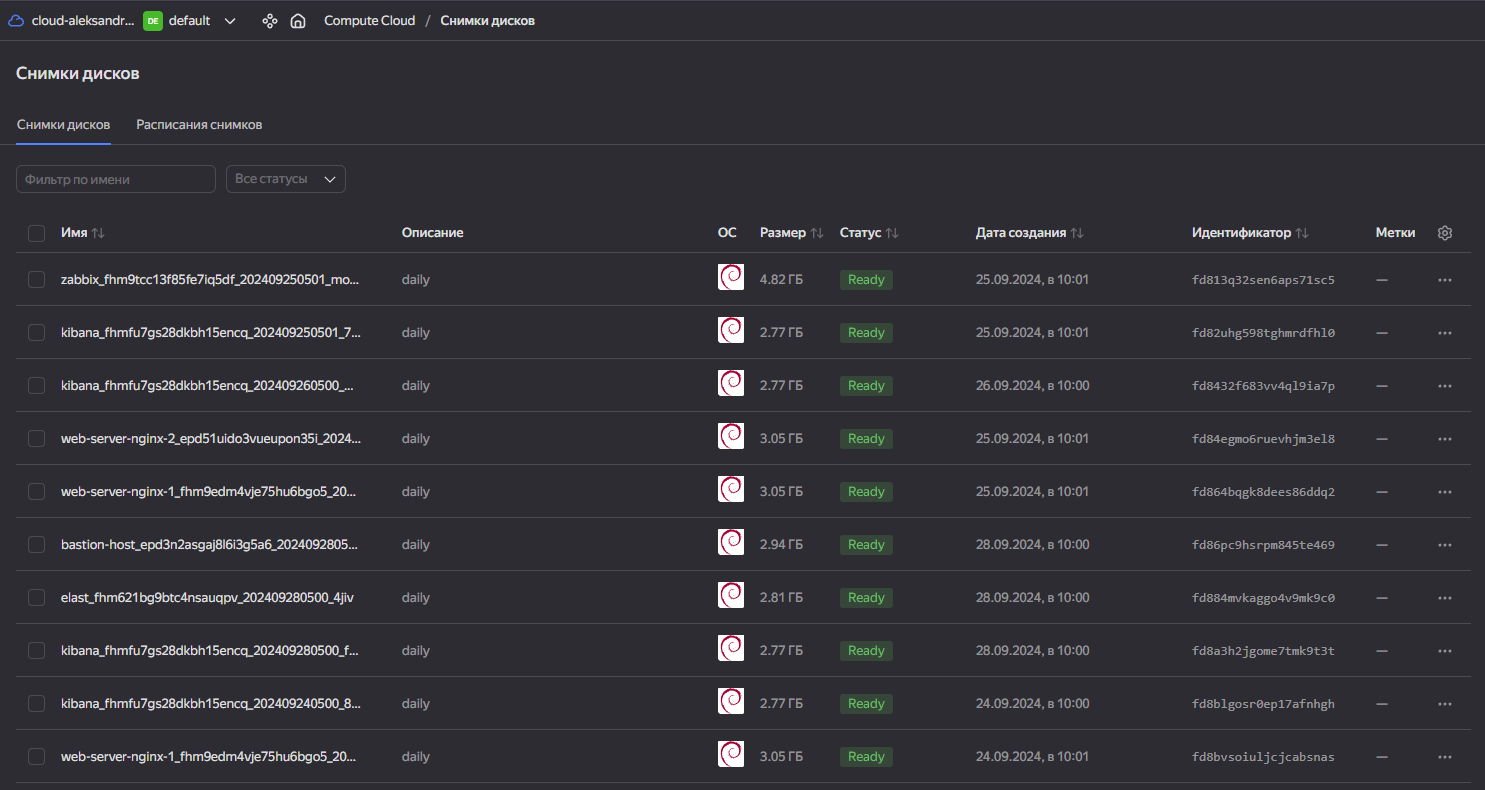 cloud-aleksandr... DE default Compute Cloud / Снимки дисков
Снимки дисков
Снимки дисков Расписания снимков
Фильтр по имени Все статусы
Имя Описание ОС Размер Статус Дата создания Идентификатор Метки
zabbix_fhm9tcc13f85fe7iq5df_202409250501_mo... daily 4.82 ГБ Ready 25.09.2024, в 10:01 fd813q32sen6aps71sc5 —
kibana_fhmfu7gs28dkbh15encq_202409250501_7... daily 2.77 ГБ Ready 25.09.2024, в 10:01 fd82uhg598tghmrdfhl0 —
kibana_fhmfu7gs28dkbh15encq_202409260500_... daily 2.77 ГБ Ready 26.09.2024, в 10:00 fd8432f683vv4ql9ia7p —
web-server-nginx-2_epd51uido3vueupon35i_2024... daily 3.05 ГБ Ready 25.09.2024, в 10:01 fd84egmo6ruevhjm3el8 —
web-server-nginx-1_fhm9edm4vje75hu6bgo5_20... daily 3.05 ГБ Ready 25.09.2024, в 10:01 fd864bqgk8dees86ddq2 —
bastion-host_epd3n2asgaj8l6i3g5a6_2024092805... daily 2.94 ГБ Ready 28.09.2024, в 10:00 fd86pc9hsrpm845te469 —
elast_fhm621bg9btc4nsauqpv_202409280500_4jiv daily 2.81 ГБ Ready 28.09.2024, в 10:00 fd884mvkaggo4v9mk9c0 —
kibana_fhmfu7gs28dkbh15encq_202409280500_f... daily 2.77 ГБ Ready 28.09.2024, в 10:00 fd8a3h2jgome7tmk9t3t —
kibana_fhmfu7gs28dkbh15encq_202409240500_8... daily 2.77 ГБ Ready 24.09.2024, в 10:00 fd8blgosr0ep17afnhgh —
web-server-nginx-1_fhm9edm4vje75hu6bgo5_20... daily 3.05 ГБ Ready 24.09.2024, в 10:01 fd8bvsoiuljcjcabsnas —